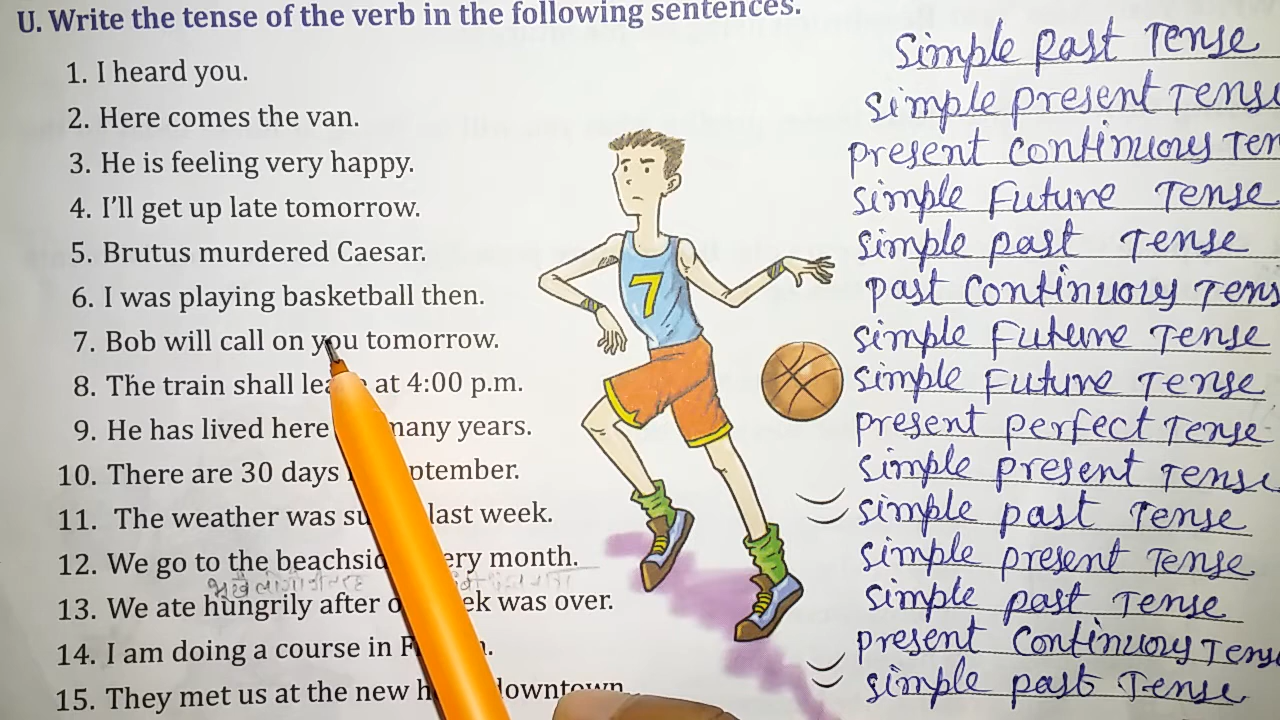 U. Write the tense of the verb in the following sentences.
1. I heard you. Simple Past Tense
2. Here comes the van. Simple present Tense
3. He is feeling very happy. present Continuous Ten
4. I'll get up late tomorrow. Simple Future Tense
5. Brutus murdered Caesar. Simple past Tense
6. I was playing basketball then. past Continuous Tens
7. Bob will call on you tomorrow. Simple Future Tense
8. The train shall lea at 4:00 p.m. Simple Future Tense
9. He has lived here many years. present perfect Tense
10. There are 30 days ptember. Simple present Tense
11. The weather was su last week. Simple past Tense
12. We go to the beachsid ery month. Simple present Tense
13. We ate hungrily after o ek was over. Simple past Tense
14. I am doing a course in F present Continuous Tense
15. They met us at the new h downtown Simple past Tense
7